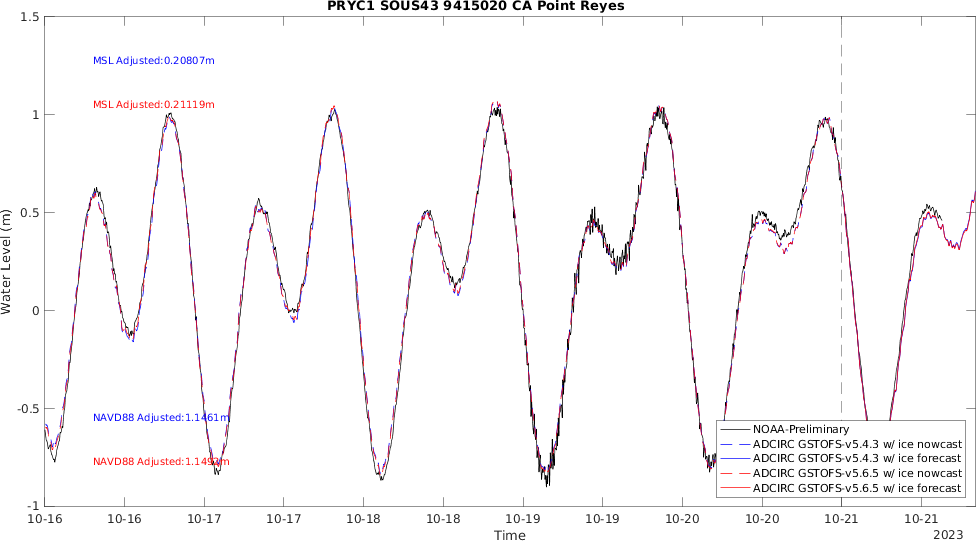 PRYC1 SOUS43 9415020 CA Point Reyes
1.5
1
0.5
0
-0.5
-1
Water Level (m)
MSL Adjusted:0.20807m
MSL Adjusted:0.21119m
NAVD88 Adjusted:1.1461m
NAVD88 Adjusted:1.1492m
NOAA-Preliminary
ADCIRC GSTOFS-v5.4.3 w/ ice nowcast
ADCIRC GSTOFS-v5.4.3 w/ ice forecast
ADCIRC GSTOFS-v5.6.5 w/ ice nowcast
ADCIRC GSTOFS-v5.6.5 w/ ice forecast
10-16 10-16 10-17 10-17 10-18 10-18 10-19 10-19 10-20 10-20 10-21 10-21
Time
2023